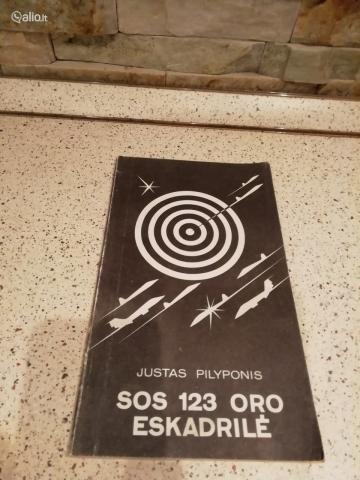 alio.lt
JUSTAS PILYPONIS
SOS 123 ORO
ESKADRILĖ